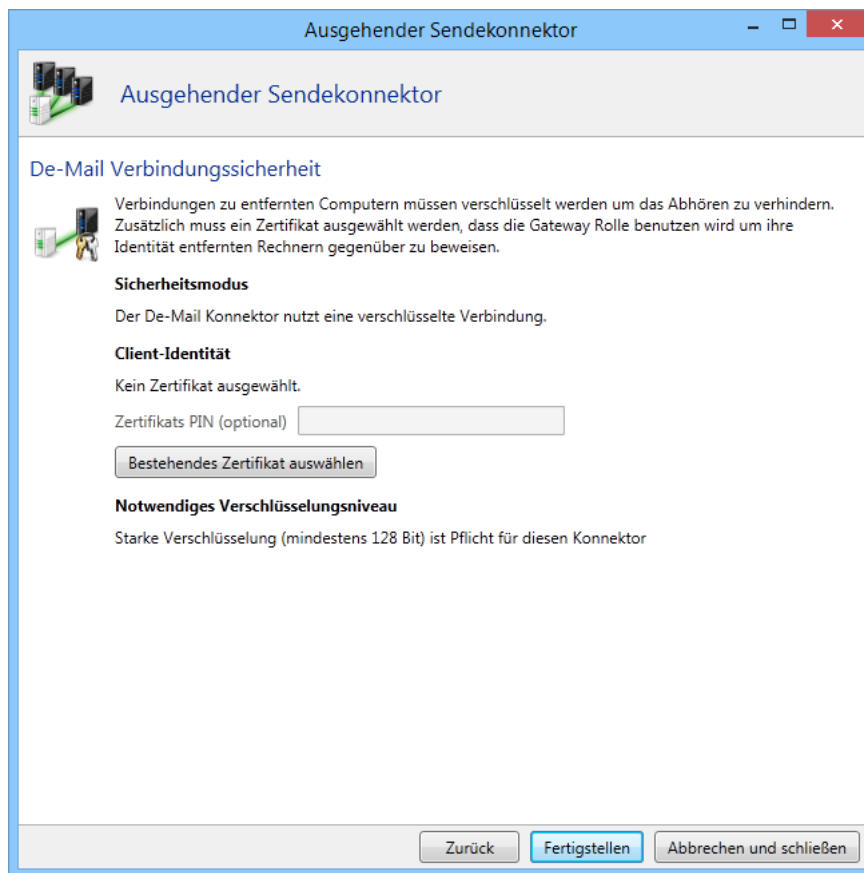 Ausgehender Sendekonnektor
Ausgehender Sendekonnektor
De-Mail Verbindungssicherheit
Verbindungen zu entfernten Computern müssen verschlüsselt werden um das Abhören zu verhindern.
Zusätzlich muss ein Zertifikat ausgewählt werden, dass die Gateway Rolle benutzen wird um ihre
Identität entfernten Rechnern gegenüber zu beweisen.
Sicherheitsmodus
Der De-Mail Konnektor nutzt eine verschlüsselte Verbindung.
Client-Identität
Kein Zertifikat ausgewählt.
Zertifikats PIN (optional)
Bestehendes Zertifikat auswählen
Notwendiges Verschlüsselungsniveau
Starke Verschlüsselung (mindestens 128 Bit) ist Pflicht für diesen Konnektor
Zurück Fertigstellen Abbrechen und schließen